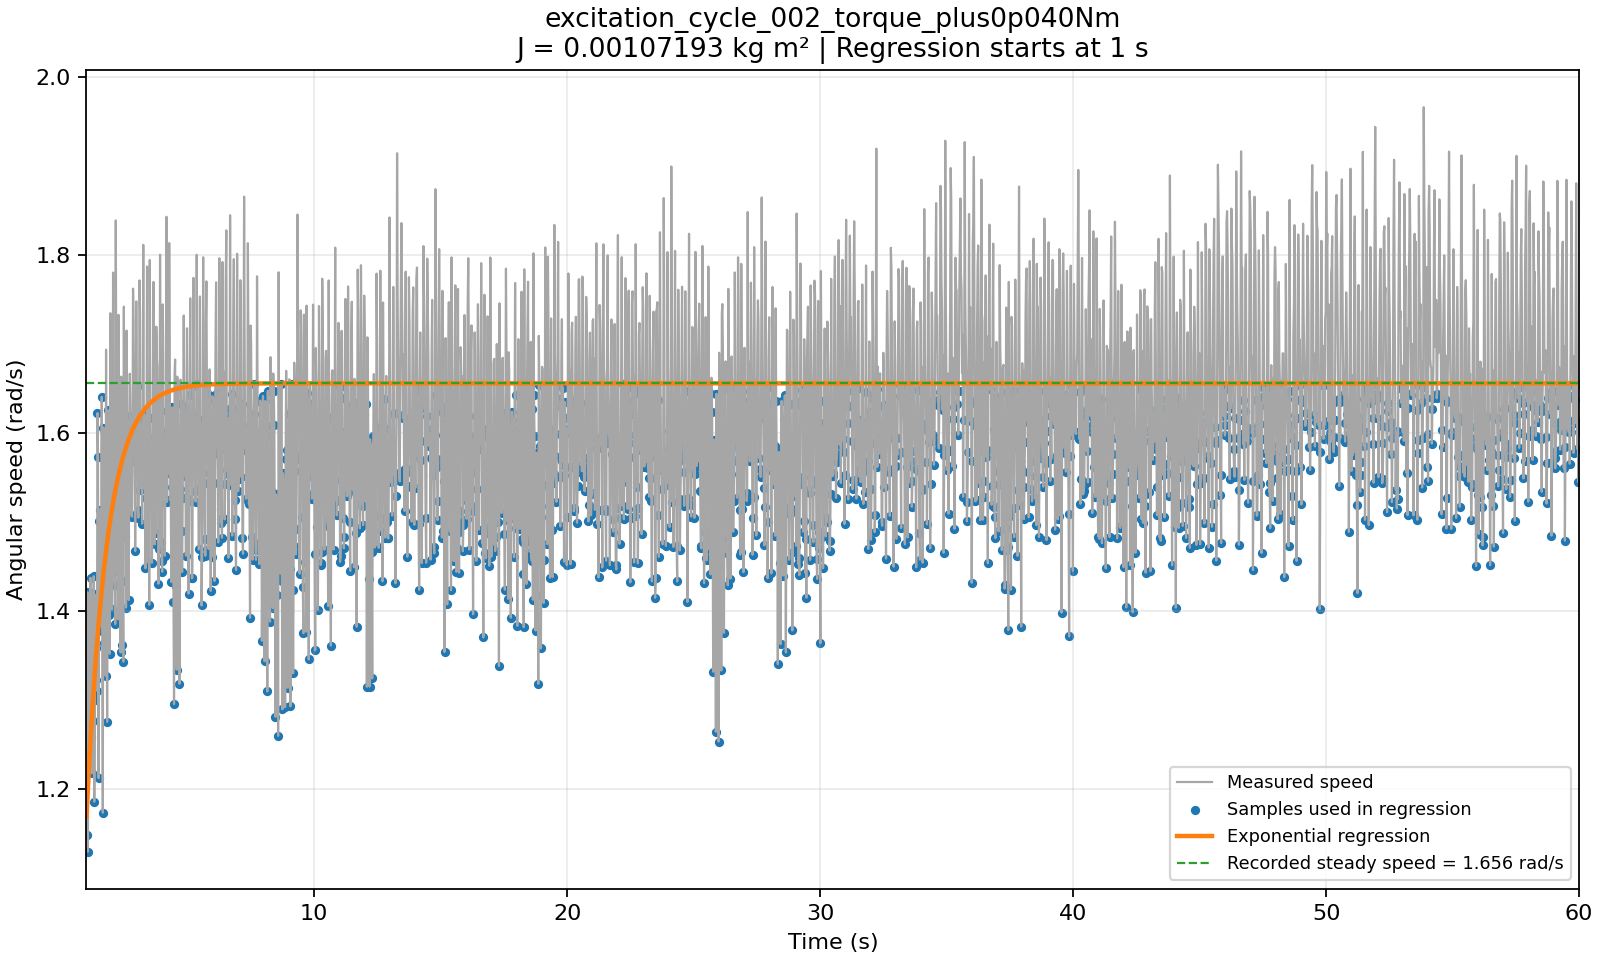 excitation_cycle_002_torque_plus0p040Nm
J = 0.00107193 kg m² | Regression starts at 1 s
2.0
1.8
1.6
1.4
1.2
Angular speed (rad/s)
Measured speed
Samples used in regression
Exponential regression
Recorded steady speed = 1.656 rad/s
10
20
30
40
50
60
Time (s)